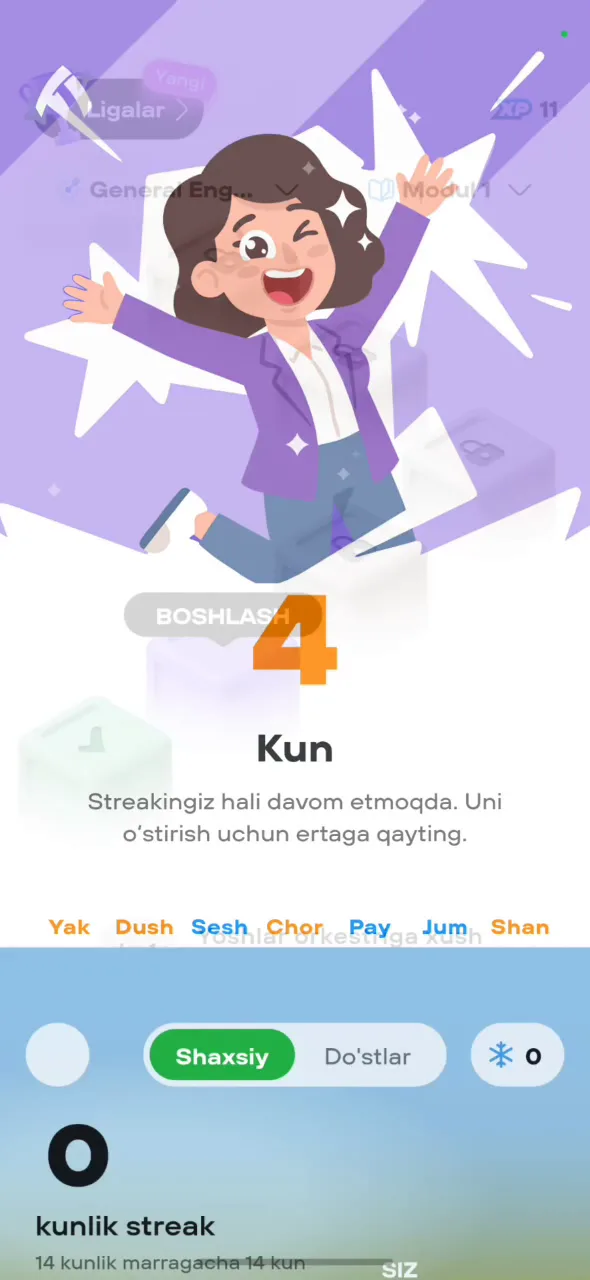 Yangi
Ligalar
XP 11
General Eng...
Modul 1
BOSHLASH
4
Kun
Streakingiz hali davom etmoqda. Uni
o‘stirish uchun ertaga qayting.
Yak Dush Sesh Chor Pay Jum Shan
Yoshlar orkestriga xush
Shaxsiy
Do'stlar
0
0
kunlik streak
14 kunlik marragacha 14 kun
SIZ